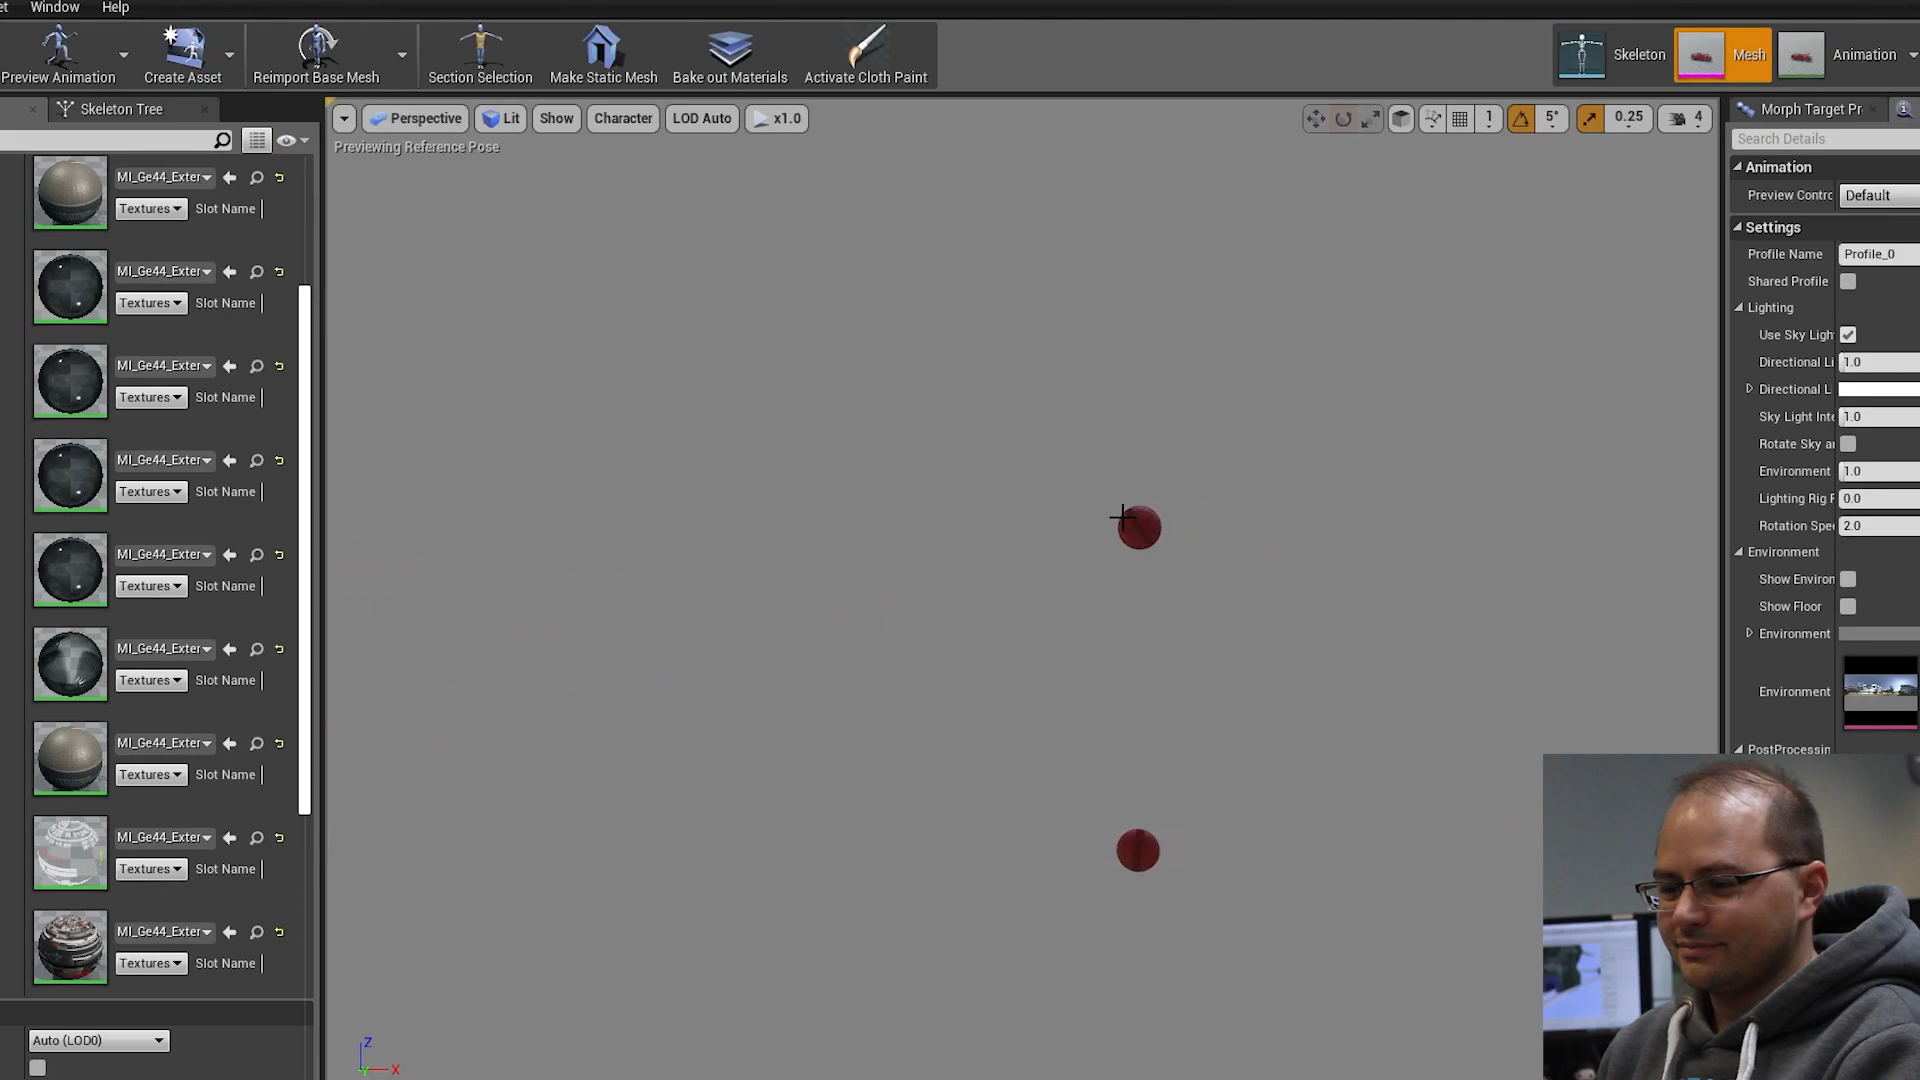 et Window Help
Preview Animation
Create Asset
Reimport Base Mesh
Section Selection
Make Static Mesh
Bake out Materials
Activate Cloth Paint
Skeleton
Mesh
Animation
Skeleton Tree
Perspective Lit Show Character LOD Auto x1.0
1 5° 0.25 4
Previewing Reference Pose
MI_Ge44_Exter
Textures Slot Name
MI_Ge44_Exter
Textures Slot Name
MI_Ge44_Exter
Textures Slot Name
MI_Ge44_Exter
Textures Slot Name
MI_Ge44_Exter
Textures Slot Name
MI_Ge44_Exter
Textures Slot Name
MI_Ge44_Exter
Textures Slot Name
MI_Ge44_Exter
Textures Slot Name
MI_Ge44_Exter
Textures Slot Name
Auto (LOD0)
Z
Y
X
Morph Target Pr
Search Details
Animation
Preview Contrc Default
Settings
Profile Name Profile_0
Shared Profile
Lighting
Use Sky Ligh
Directional Li 1.0
Directional L
Sky Light Inte 1.0
Rotate Sky ar
Environment 1.0
Lighting Rig F 0.0
Rotation Spee 2.0
Environment
Show Environ
Show Floor
Environment
Environment
PostProcessin